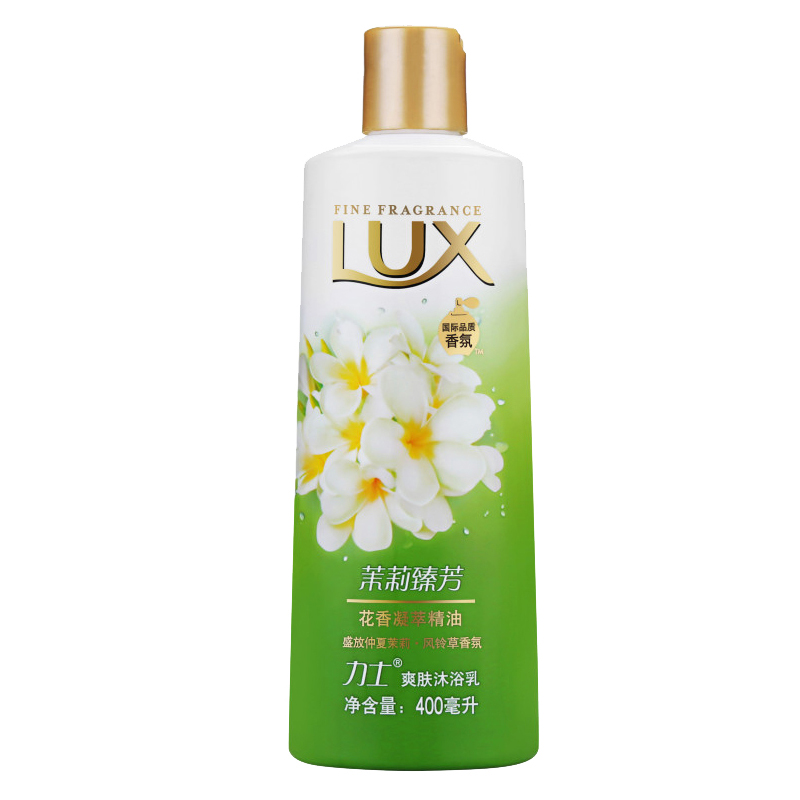 FINE FRAGRANCE
LUX
国际品质
香氛
TM
茉莉臻芳
花香凝萃精油
盛放仲夏茉莉·风铃草香氛
力士® 爽肤沐浴乳
净含量：400毫升